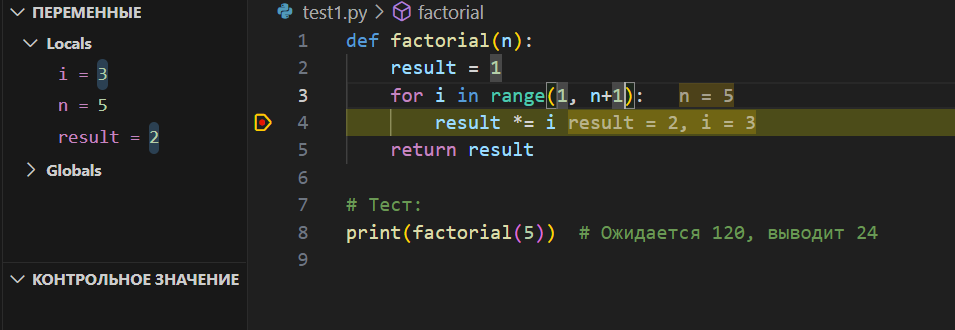 ПЕРЕМЕННЫЕ
Locals
i = 3
n = 5
result = 2
Globals
КОНТРОЛЬНОЕ ЗНАЧЕНИЕ
test1.py > factorial
1 def factorial(n):
2     result = 1
3     for i in range(1, n+1):   n = 5
4         result *= i result = 2, i = 3
5     return result
6
7 # Тест:
8 print(factorial(5))  # Ожидается 120, выводит 24
9